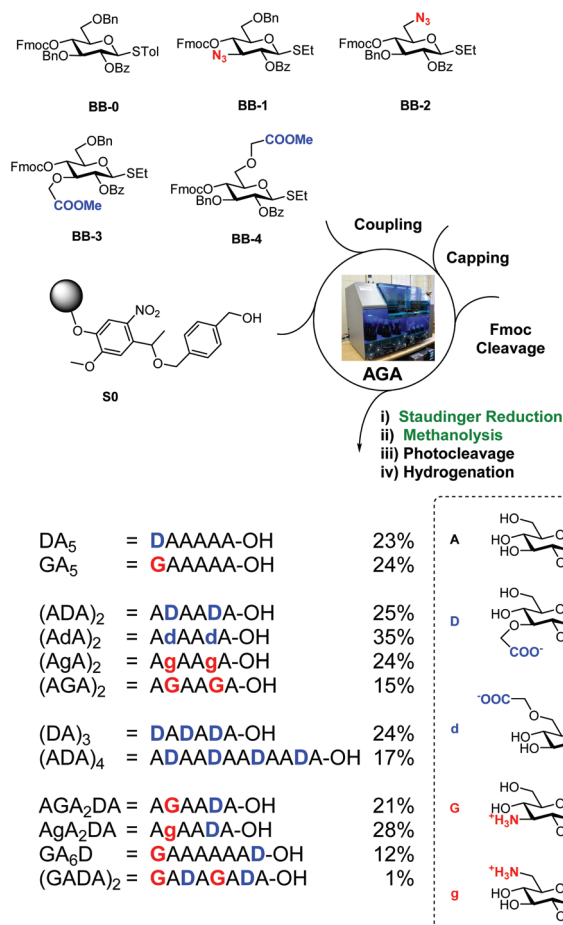 OBn
FmocO
BnO
O
STol
OBz
BB-0
OBn
FmocO
N3
O
SEt
OBz
BB-1
N3
FmocO
BnO
O
SEt
OBz
BB-2
OBn
FmocO
O
O
SEt
OBz
COOMe
BB-3
COOMe
O
FmocO
BnO
O
SEt
OBz
BB-4
NO2
O
O
O
OH
S0
Coupling
Capping
Fmoc
Cleavage
AGA
i) Staudinger Reduction
ii) Methanolysis
iii) Photocleavage
iv) Hydrogenation
DA5 = DAAAAA-OH 23%
GA5 = GAAAAA-OH 24%
(ADA)2 = ADAADA-OH 25%
(AdA)2 = AdAAdA-OH 35%
(AgA)2 = AgAAgA-OH 24%
(AGA)2 = AGAAGA-OH 15%
(DA)3 = DADADA-OH 24%
(ADA)4 = ADAADAADAADA-OH 17%
AGA2DA = AGAADA-OH 21%
AgA2DA = AgAADA-OH 28%
GA6D = GAAAAAAD-OH 12%
(GADA)2 = GADAGADA-OH 1%
A
HO
HO
HO
O
D
HO
HO
O
O
COO-
d
-OOC
O
HO
HO
G
HO
HO
+H3N
O
g
+H3N
HO
HO
O